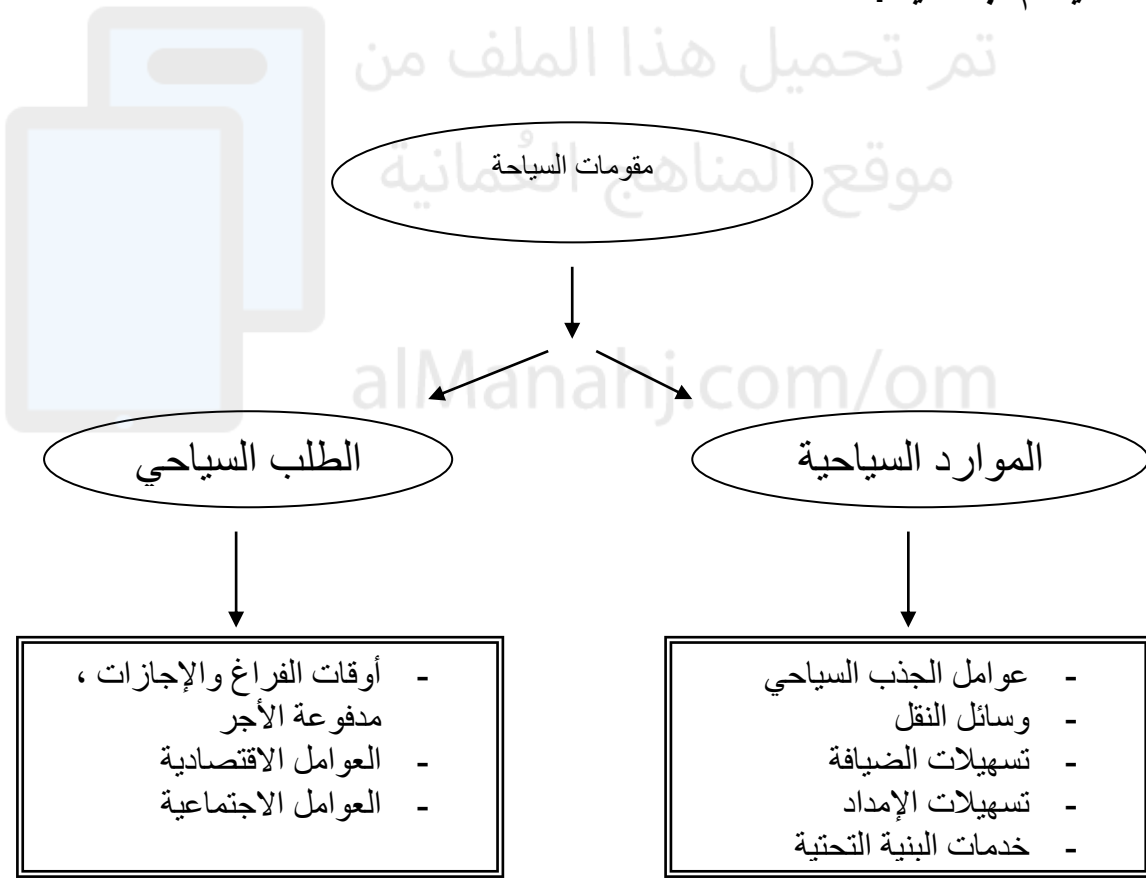 تم تحميل هذا الملف من
موقع المناهج العُمانية
alManahj.com/om
مقومات السياحة
الموارد السياحية
الطلب السياحي
- عوامل الجذب السياحي
- وسائل النقل
- تسهيلات الضيافة
- تسهيلات الإمداد
- خدمات البنية التحتية
- أوقات الفراغ والإجازات ،
مدفوعة الأجر
- العوامل الاقتصادية
- العوامل الاجتماعية